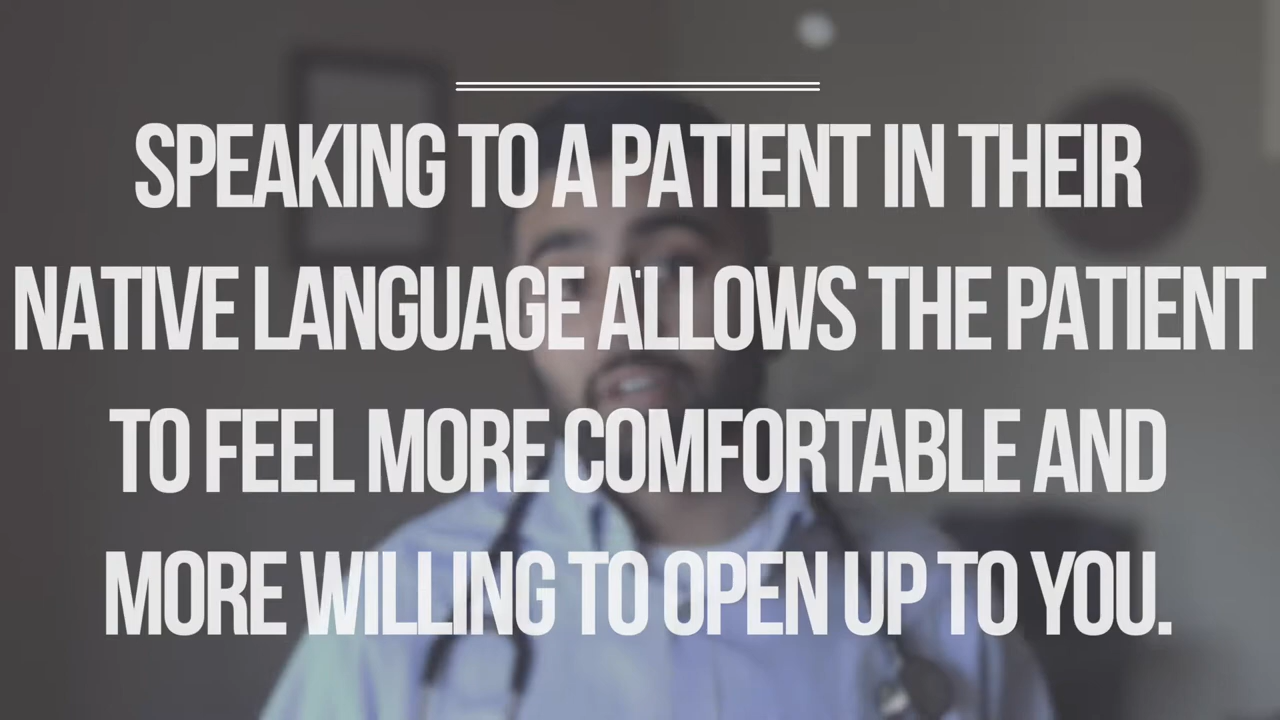 SPEAKING TO A PATIENT IN THEIR
NATIVE LANGUAGE ALLOWS THE PATIENT
TO FEEL MORE COMFORTABLE AND
MORE WILLING TO OPEN UP TO YOU.